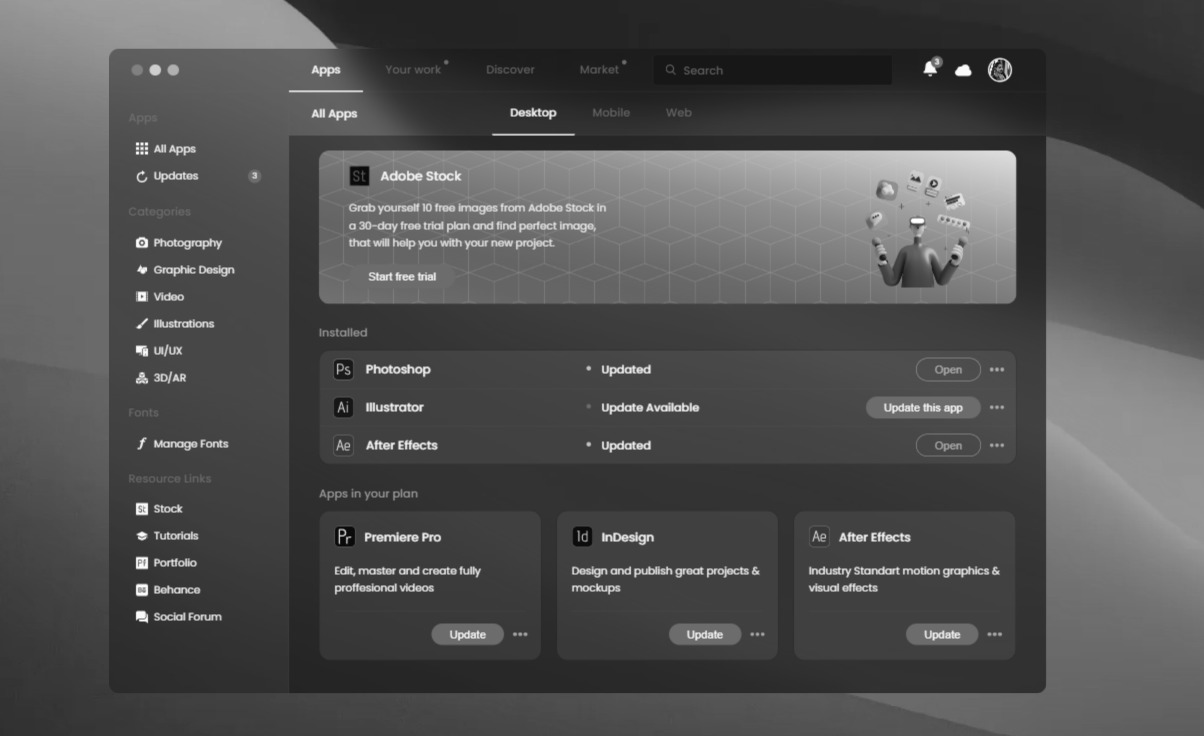 Apps
Your work
Discover
Market
Search
3
Apps
All Apps
Updates
3
Categories
Photography
Graphic Design
Video
Illustrations
UI/UX
3D/AR
Fonts
Manage Fonts
Resource Links
St
Stock
Tutorials
Pf
Portfolio
Behance
Social Forum
All Apps
Desktop
Mobile
Web
St
Adobe Stock
Grab yourself 10 free images from Adobe Stock in
a 30-day free trial plan and find perfect image,
that will help you with your new project.
Start free trial
Installed
Ps Photoshop Updated Open
Ai Illustrator Update Available Update this app
Ae After Effects Updated Open
Apps in your plan
Pr Premiere Pro
Edit, master and create fully
proffesional videos
Update
Id InDesign
Design and publish great projects &
mockups
Update
Ae After Effects
Industry Standart motion graphics &
visual effects
Update